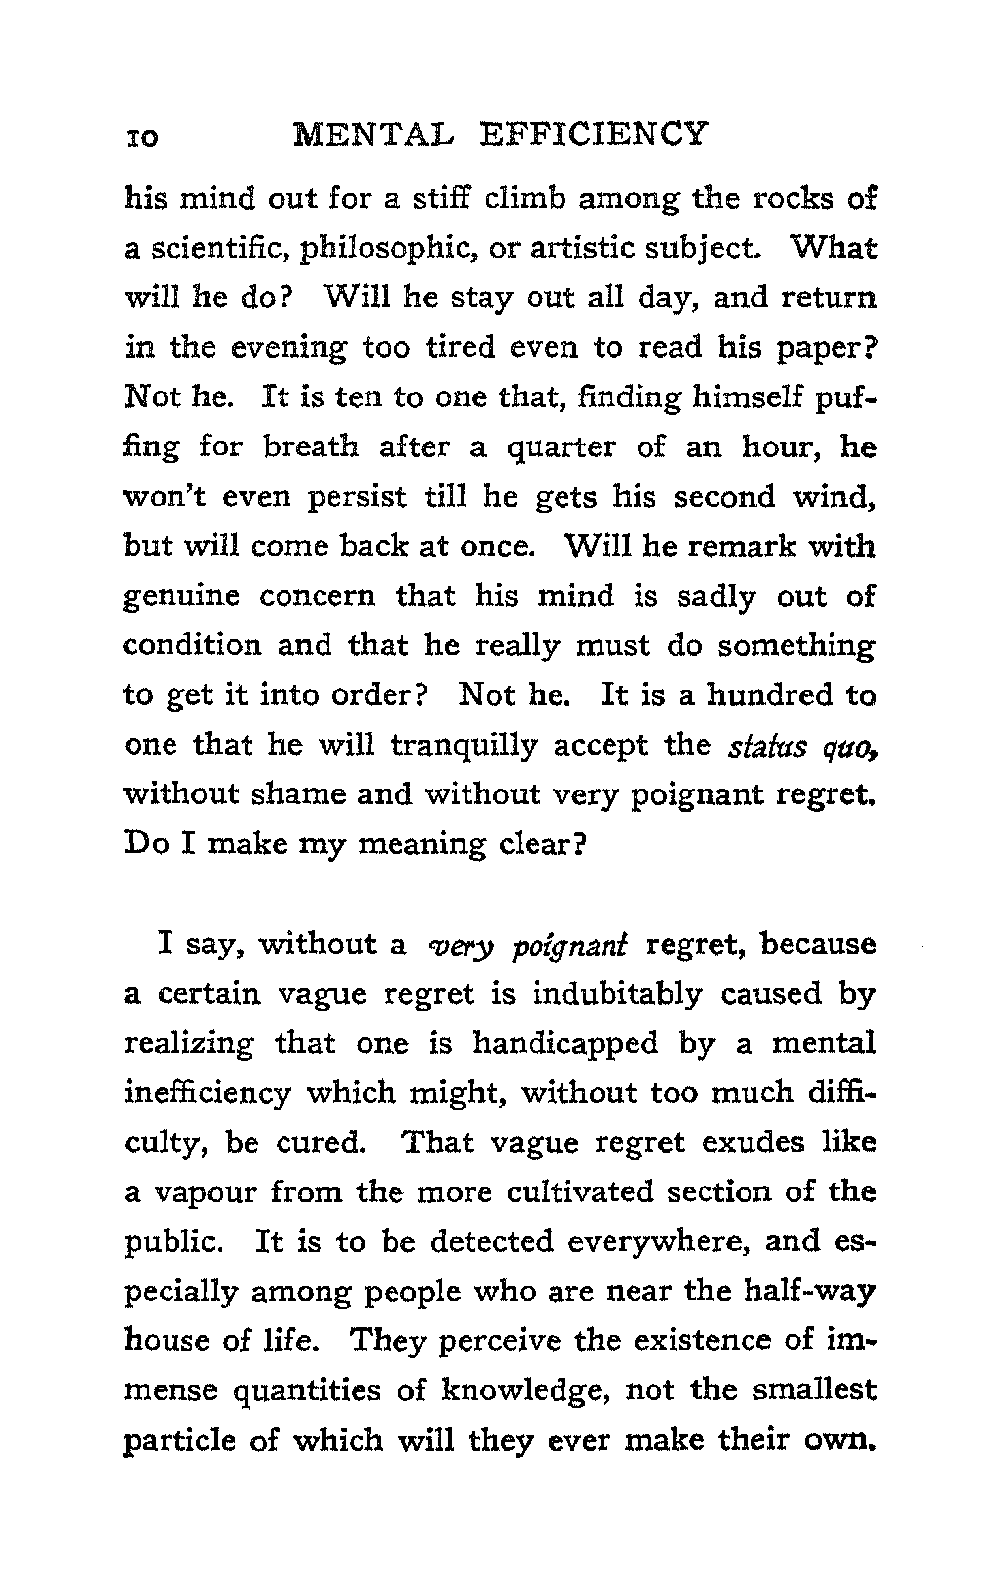 10 MENTAL EFFICIENCY
his mind out for a stiff climb among the rocks of
a scientific, philosophic, or artistic subject. What
will he do? Will he stay out all day, and return
in the evening too tired even to read his paper?
Not he. It is ten to one that, finding himself puf-
fing for breath after a quarter of an hour, he
won't even persist till he gets his second wind,
but will come back at once. Will he remark with
genuine concern that his mind is sadly out of
condition and that he really must do something
to get it into order? Not he. It is a hundred to
one that he will tranquilly accept the status quo,
without shame and without very poignant regret.
Do I make my meaning clear?
I say, without a very poignant regret, because
a certain vague regret is indubitably caused by
realizing that one is handicapped by a mental
inefficiency which might, without too much diffi-
culty, be cured. That vague regret exudes like
a vapour from the more cultivated section of the
public. It is to be detected everywhere, and es-
pecially among people who are near the half-way
house of life. They perceive the existence of im-
mense quantities of knowledge, not the smallest
particle of which will they ever make their own.